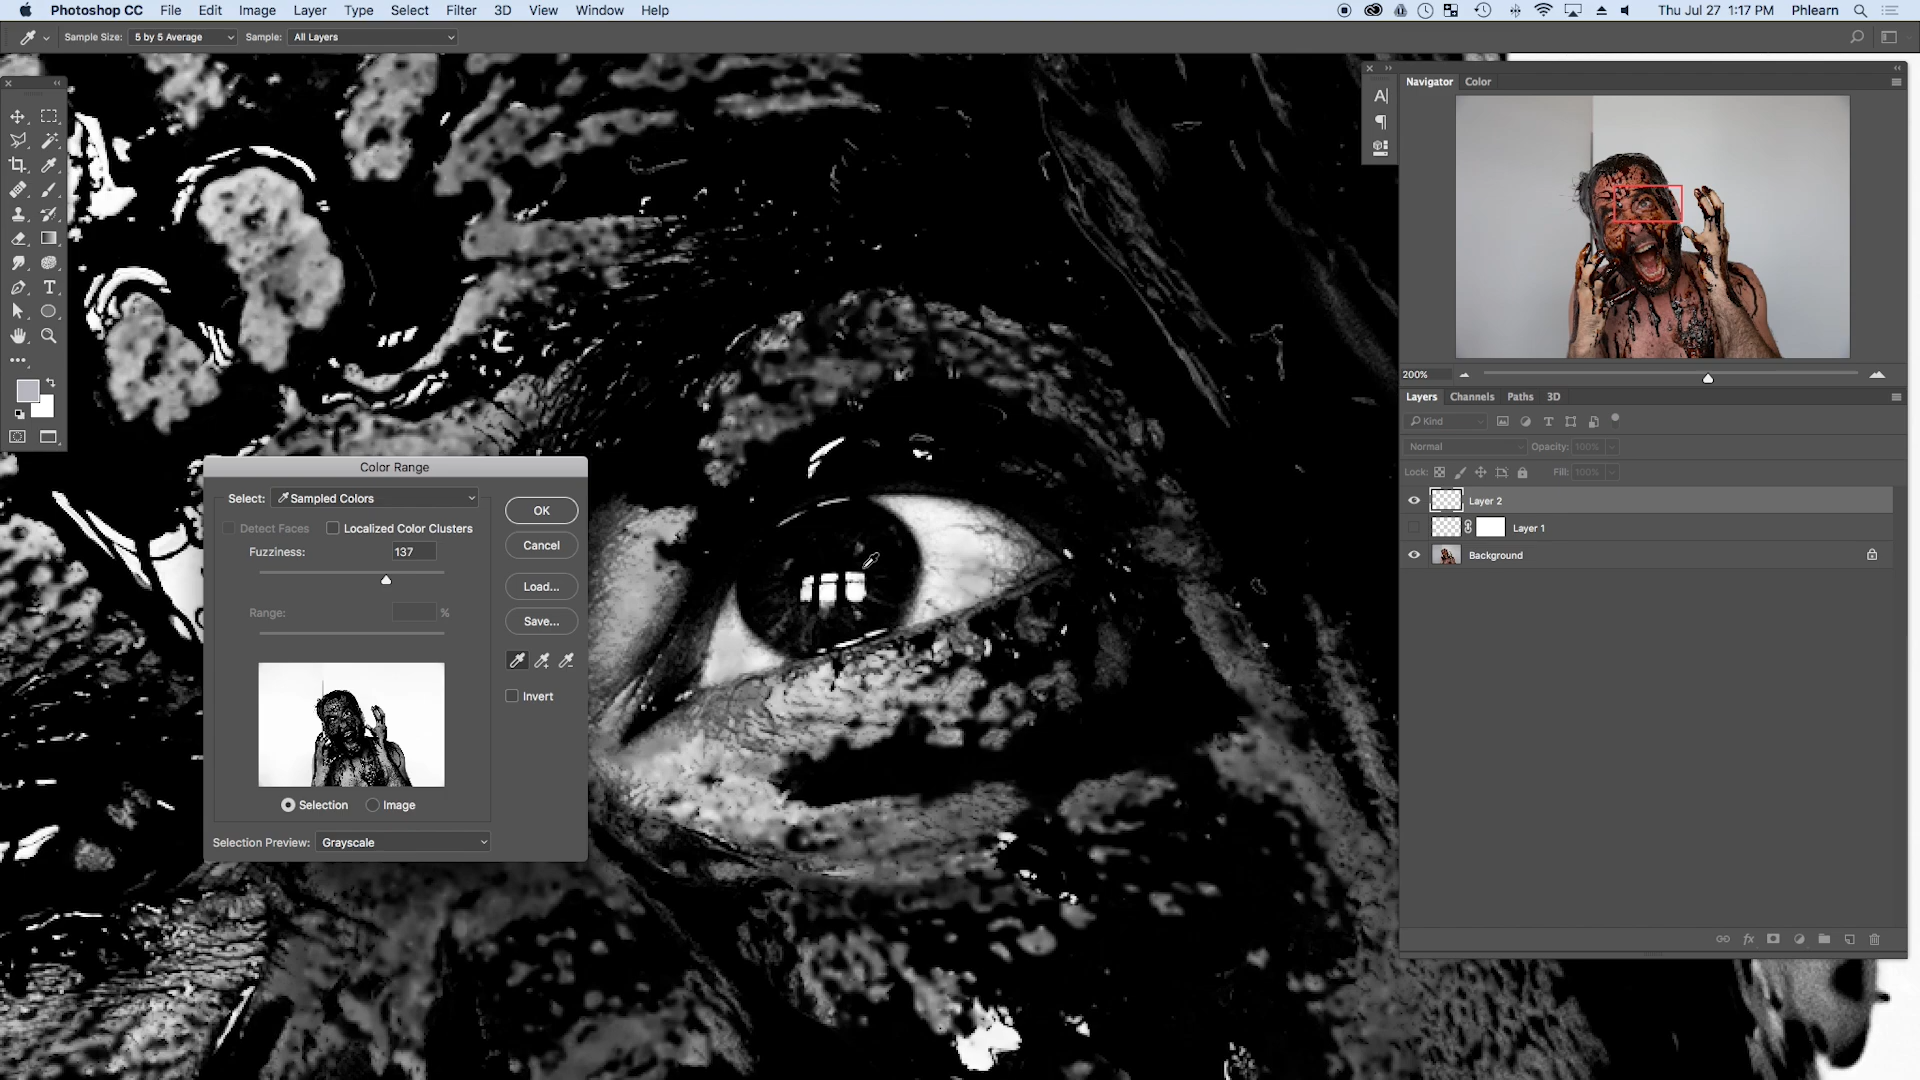 Photoshop CC File Edit Image Layer Type Select Filter 3D View Window Help Thu Jul 27 1:17 PM Phlearn
Sample Size: 5 by 5 Average Sample: All Layers
Navigator Color
200%
Layers Channels Paths 3D
Kind
Normal Opacity: 100%
Lock: Fill: 100%
Layer 2
Layer 1
Background
fx
Color Range
Select: Sampled Colors OK
Detect Faces Localized Color Clusters
Fuzziness: 137 Cancel
Load...
Range: %
Save...
Invert
Selection Image
Selection Preview: Grayscale